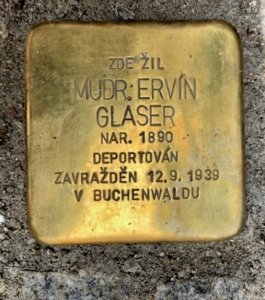 ZDE ŽIL
MUDR. ERVÍN
GLASER
NAR. 1890
DEPORTOVÁN
ZAVRAŽDĚN 12.9.1939
V BUCHENWALDU